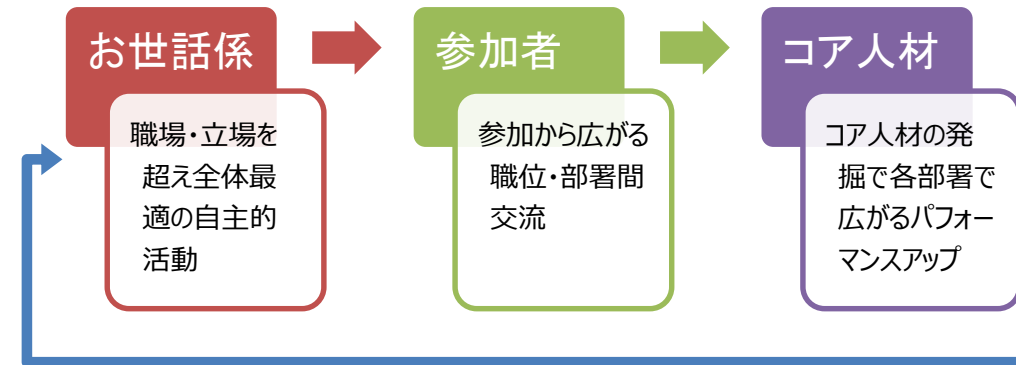 お世話係
職場・立場を
超え全体最
適の自主的
活動
参加者
参加から広がる
職位・部署間
交流
コア人材
コア人材の発
掘で各部署で
広がるパフォー
マンスアップ